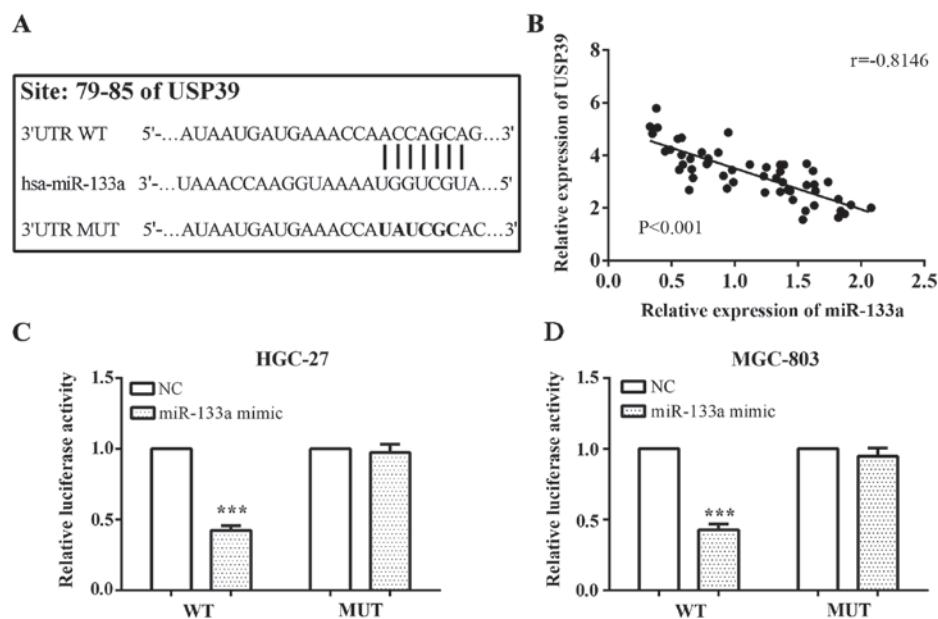 A
Site: 79-85 of USP39
3'UTR WT 5'-…AUAAUGAUGAAACCAACCAGCAG…3'
hsa-miR-133a 3'-…UAAACCAAGGUAAAAUGGUCGUA…5'
3'UTR MUT 5'-…AUAAUGAUGAAACCAUAUCGCAC…3'
B
Relative expression of USP39
8
6
4
2
0
r=-0.8146
P<0.001
0.0 0.5 1.0 1.5 2.0 2.5
Relative expression of miR-133a
C
HGC-27
Relative luciferase activity
1.5
1.0
0.5
0.0
NC
miR-133a mimic
***
WT MUT
D
MGC-803
Relative luciferase activity
1.5
1.0
0.5
0.0
NC
miR-133a mimic
***
WT MUT